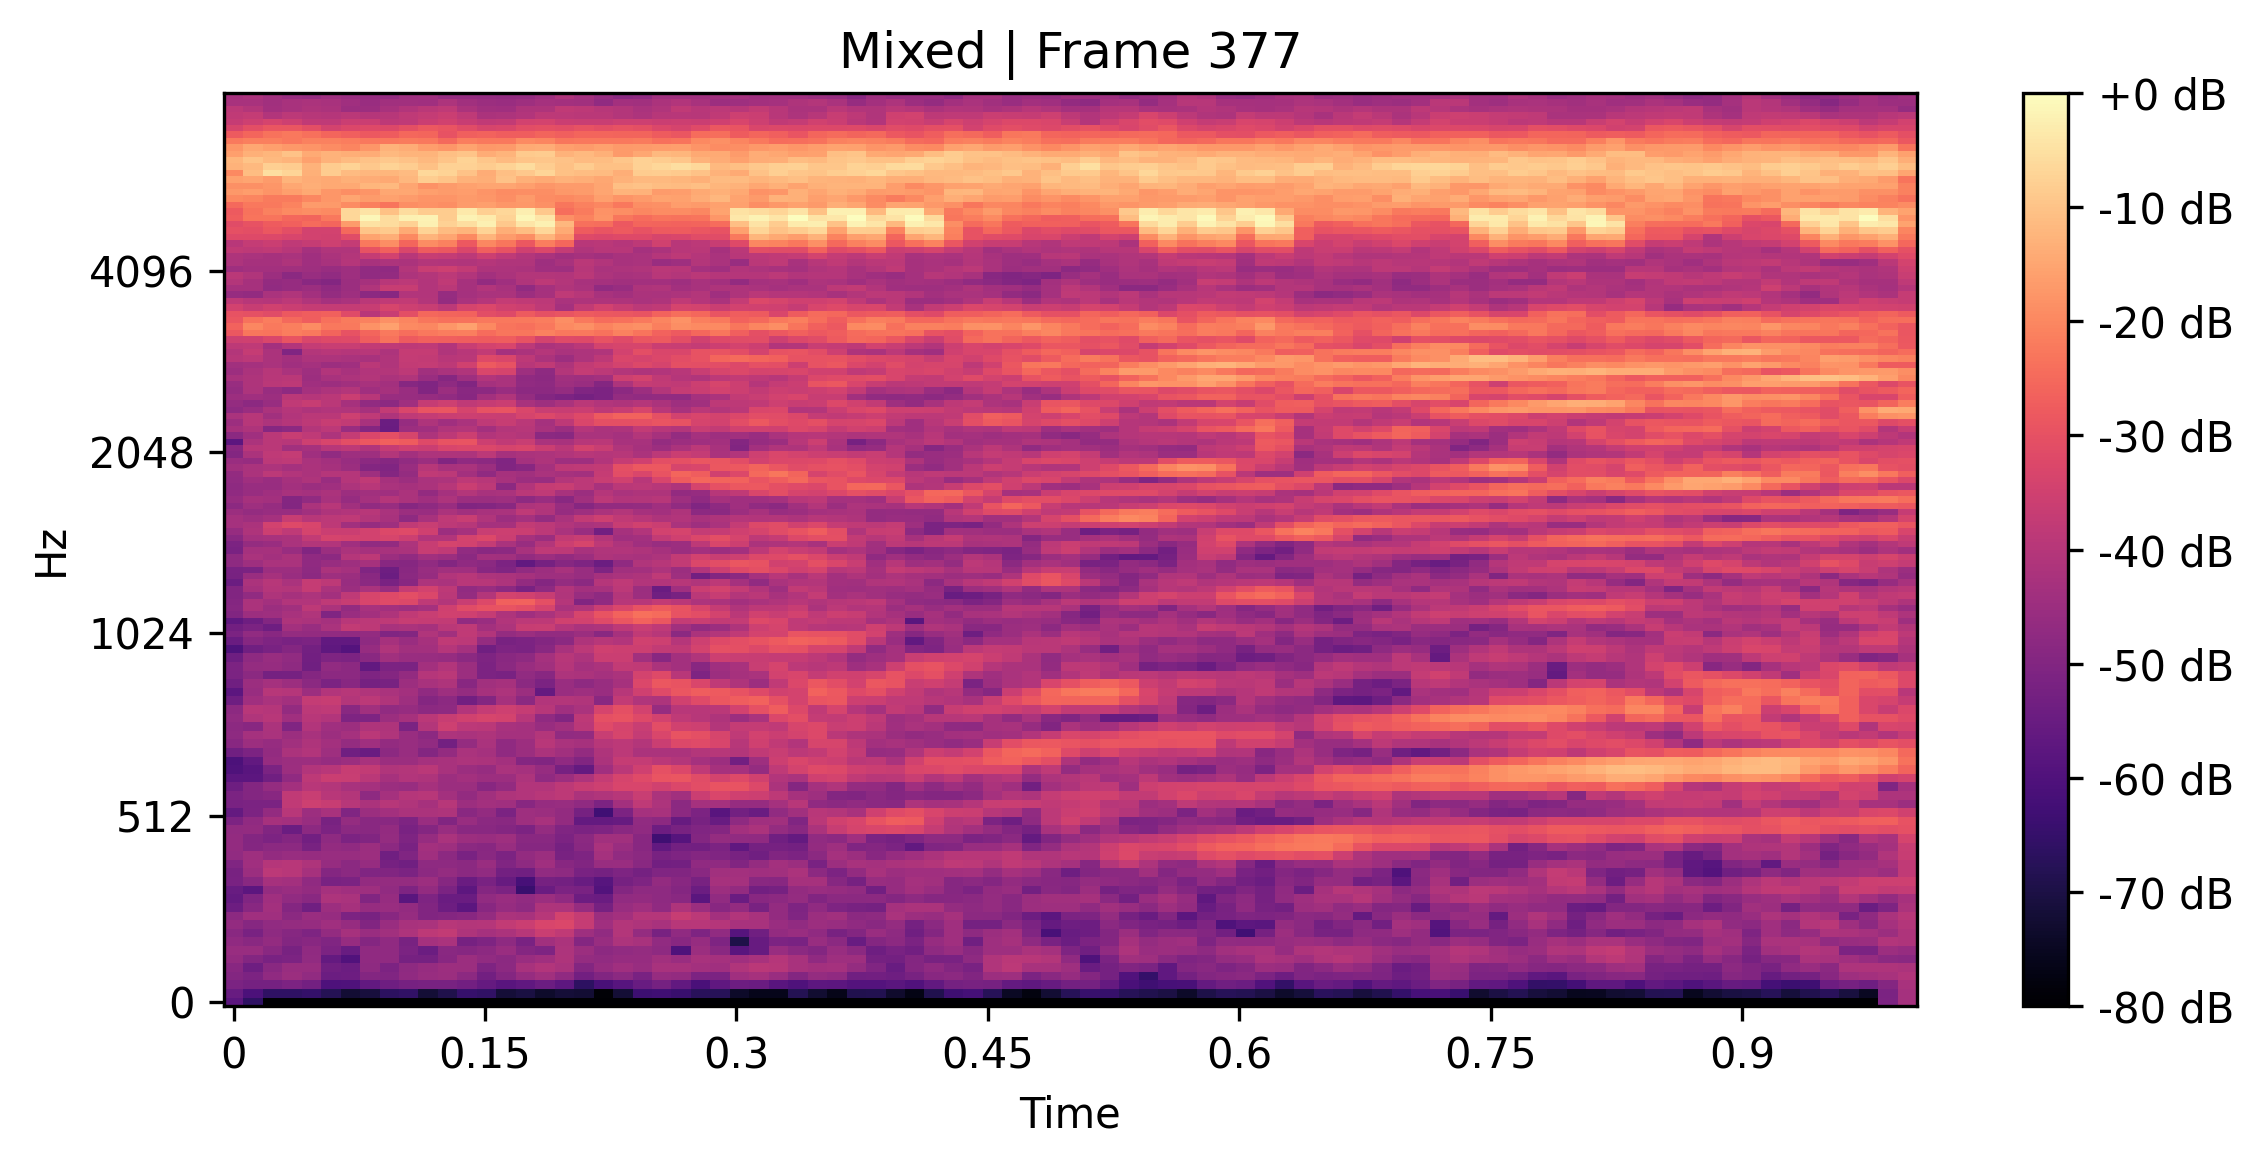 Mixed | Frame 377
Hz
4096
2048
1024
512
0
0
0.15
0.3
0.45
0.6
0.75
0.9
Time
+0 dB
-10 dB
-20 dB
-30 dB
-40 dB
-50 dB
-60 dB
-70 dB
-80 dB